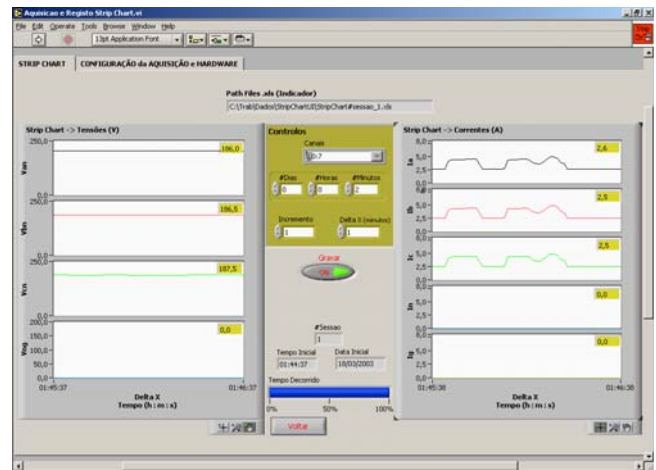 Aquisicao e Registo Strip Chart.vi
File Edit Operate Tools Browse Window Help
13pt Application Font
STRIP CHART
CONFIGURAÇÃO da AQUISIÇÃO e HARDWARE
Path Files .xls (Indicador)
C:\Trab\Dados\StripChartUI\StripChart#sessao_1.xls
Strip Chart -> Tensões (V)
250,0
186,0
Van
0,0
250,0
186,5
Vbn
0,0
250,0
187,5
Vcn
0,0
200,0
0,0
150,0
Vng
100,0
50,0
0,0
01:45:37
01:46:37
Delta X
Tempo (h : m : s)
Controlos
Canais
0:7
#Dias #Horas #Minutos
0 0 2
Incremento Delta X (minutos)
1 1
Gravar
ON
#Sessao
1
Tempo Inicial Data Inicial
01:44:37 18/03/2003
Tempo Decorrido
0% 50% 100%
Voltar
Strip Chart -> Correntes (A)
8,0
2,6
5,0
Ia
2,5
2,5
5,0
Ib
2,5
8,0
2,5
5,0
Ic
2,5
0,0
5,0
In
2,5
0,0
5,0
Ig
2,5
0,0
01:45:38
01:46:38
Delta X
Tempo (h : m : s)